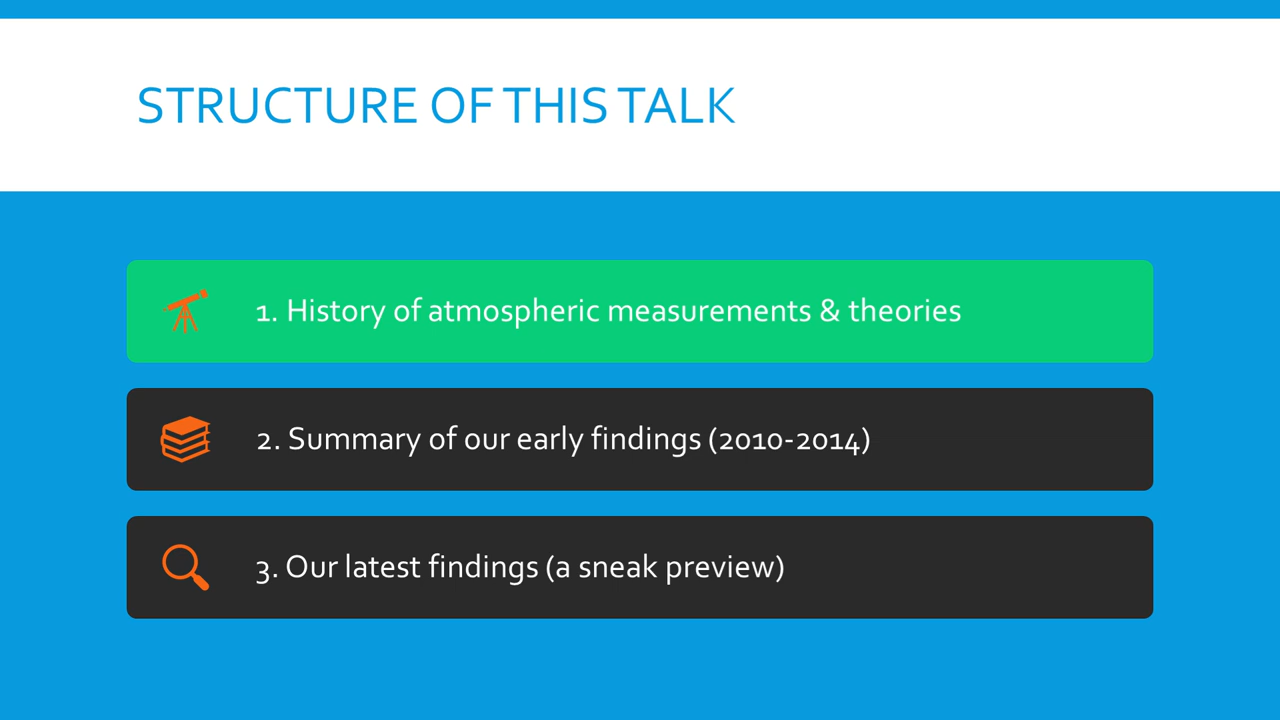 STRUCTURE OF THIS TALK
1. History of atmospheric measurements & theories
2. Summary of our early findings (2010-2014)
3. Our latest findings (a sneak preview)